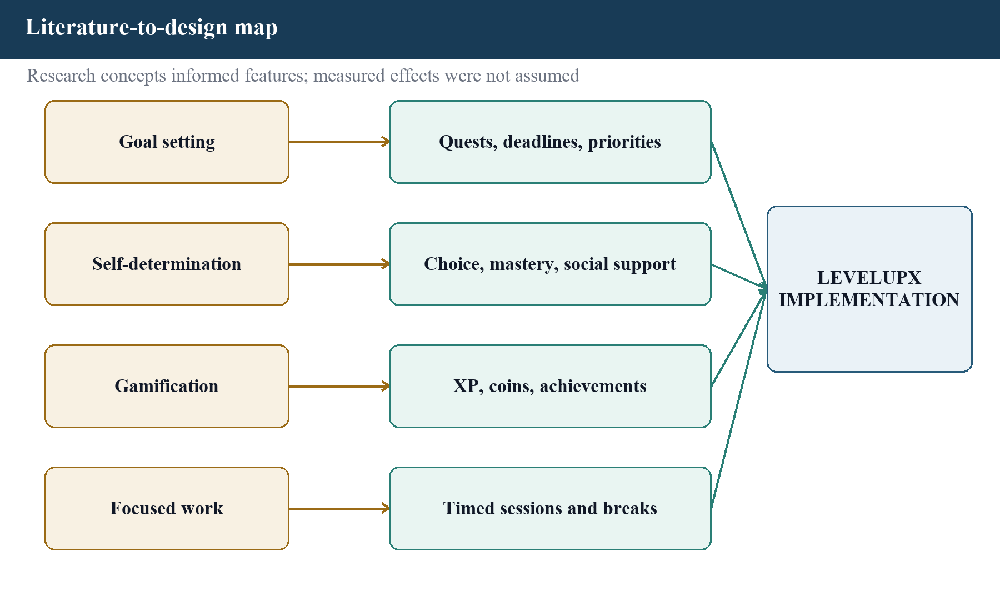 Literature-to-design map
Research concepts informed features; measured effects were not assumed
Goal setting
Quests, deadlines, priorities
Self-determination
Choice, mastery, social support
LEVELUPX
IMPLEMENTATION
Gamification
XP, coins, achievements
Focused work
Timed sessions and breaks